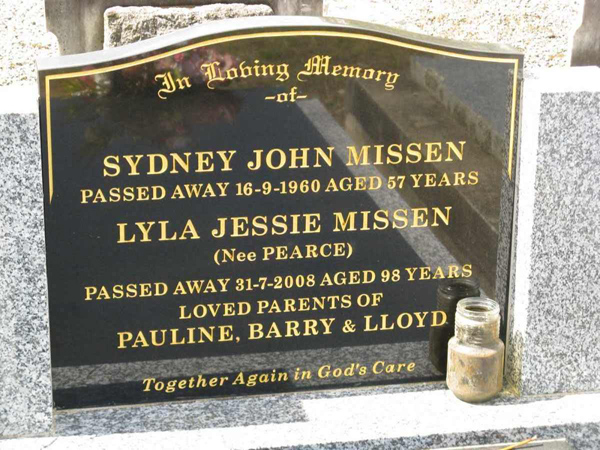 In Loving Memory
-of-
SYDNEY JOHN MISSEN
PASSED AWAY 16-9-1960 AGED 57 YEARS
LYLA JESSIE MISSEN
(Nee PEARCE)
PASSED AWAY 31-7-2008 AGED 98 YEARS
LOVED PARENTS OF
PAULINE, BARRY & LLOYD
Together Again in God's Care